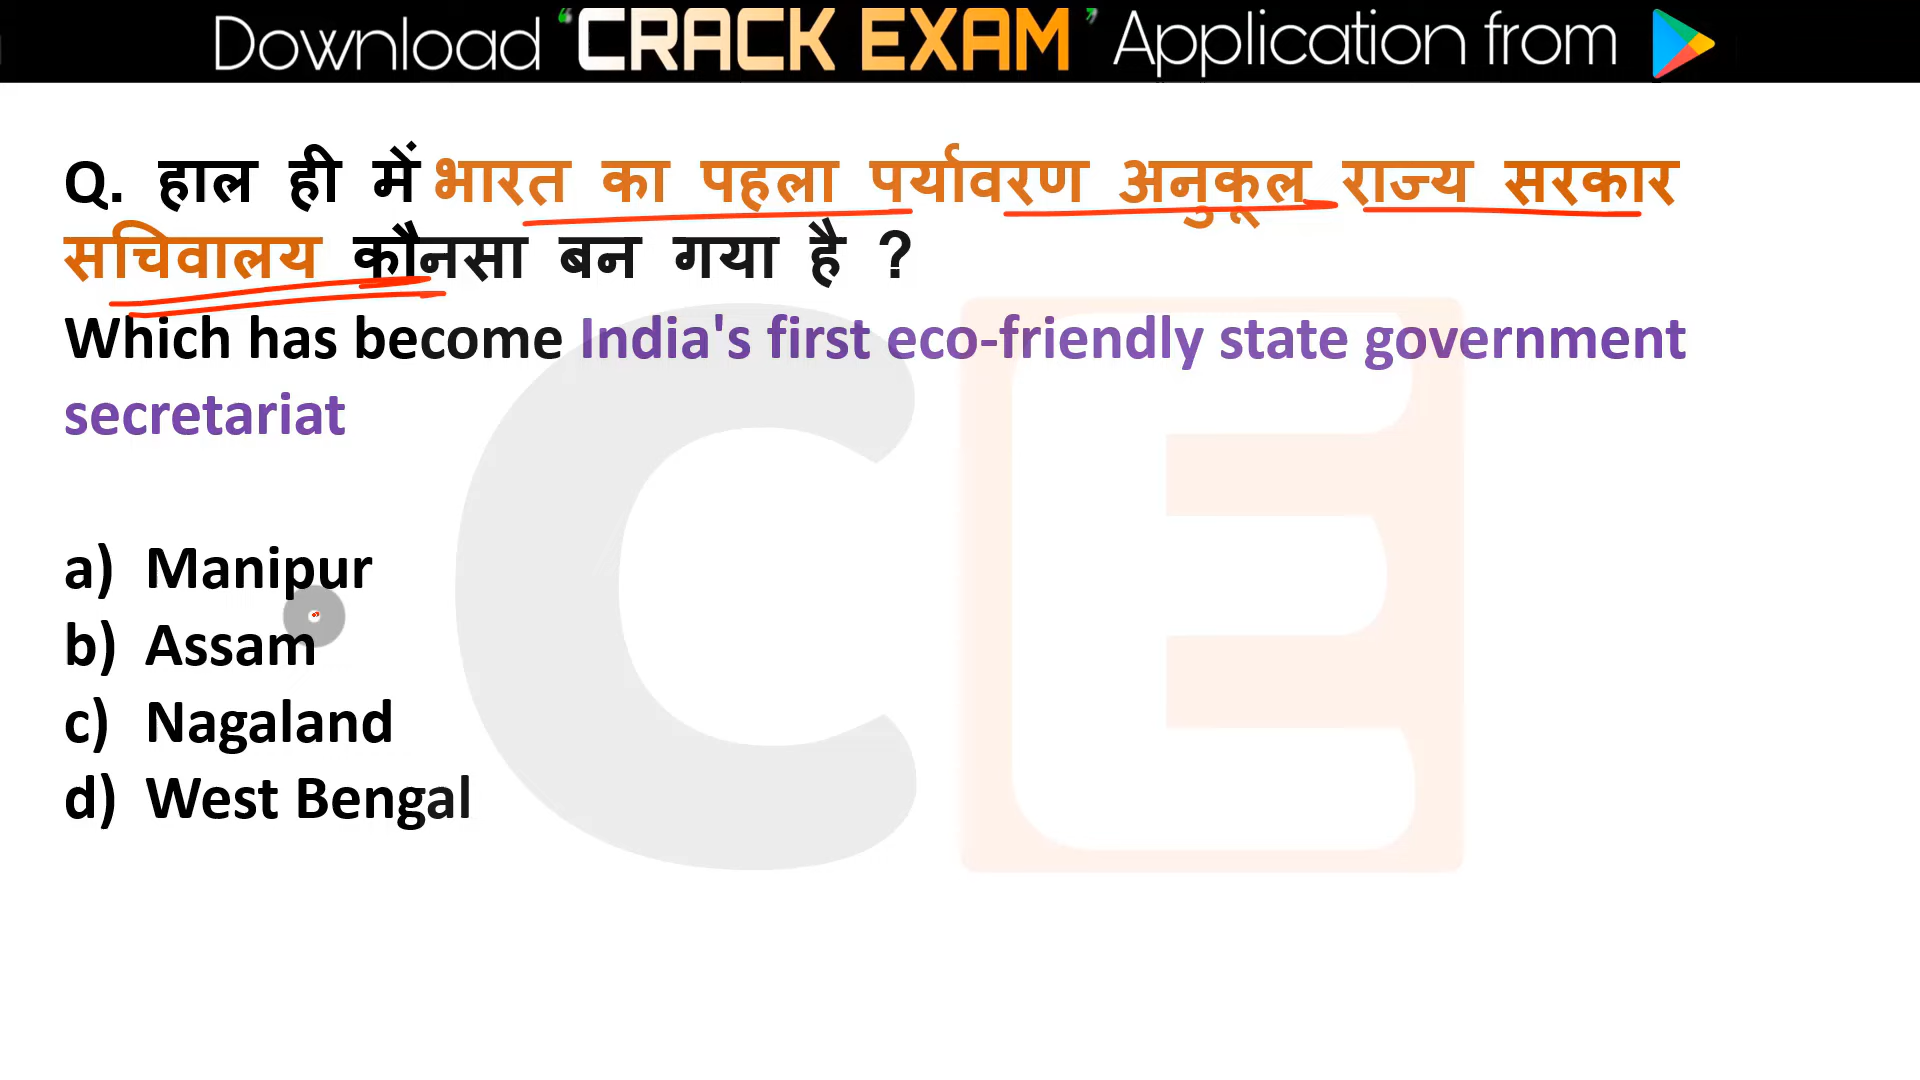 Download “CRACK EXAM” Application from
Q. हाल ही में भारत का पहला पर्यावरण अनुकूल राज्य सरकार
सचिवालय कौनसा बन गया है ?
Which has become India's first eco-friendly state government
secretariat
a) Manipur
b) Assam
c) Nagaland
d) West Bengal
CE